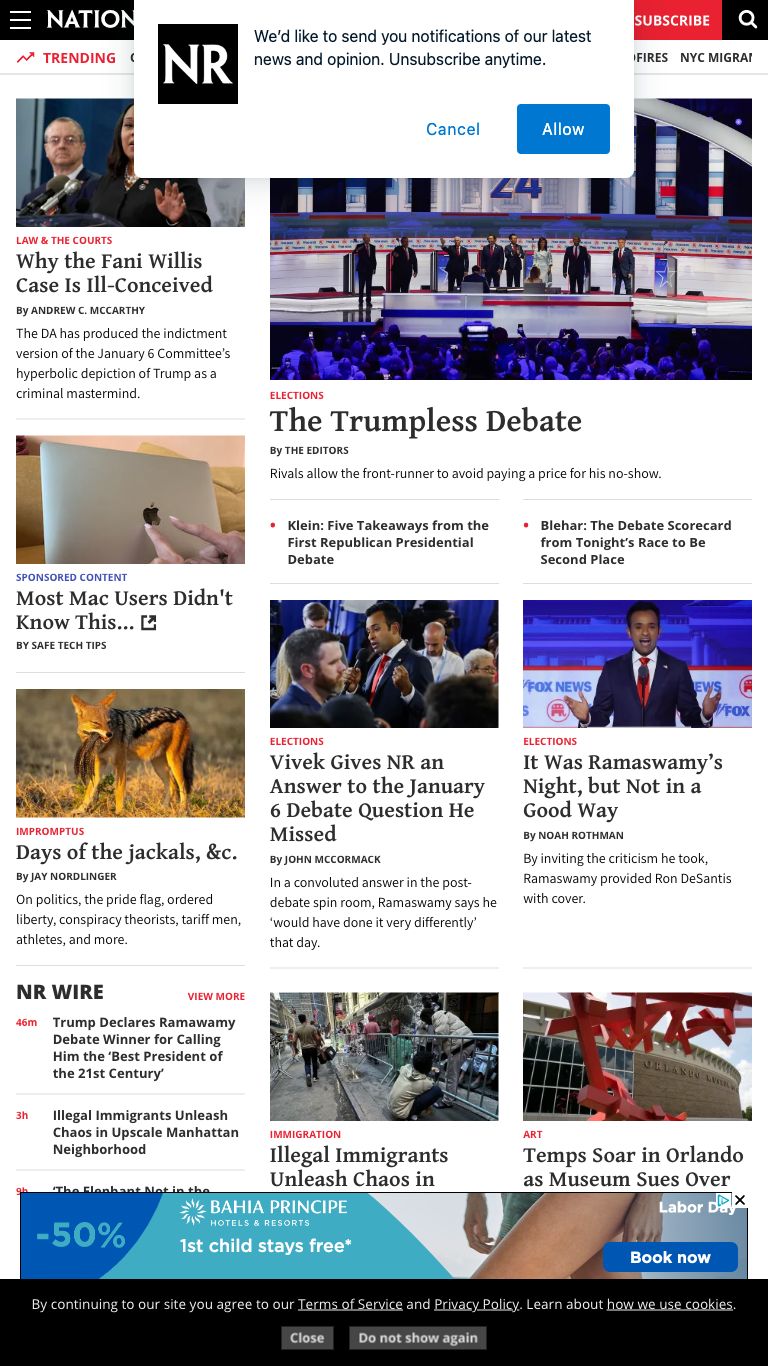 NATION
SUBSCRIBE
TRENDING
NYC MIGRAN
NR
We'd like to send you notifications of our latest
news and opinion. Unsubscribe anytime.
Cancel
Allow
24
LAW & THE COURTS
Why the Fani Willis
Case Is Ill-Conceived
By ANDREW C. MCCARTHY
The DA has produced the indictment
version of the January 6 Committee's
hyperbolic depiction of Trump as a
criminal mastermind.
SPONSORED CONTENT
Most Mac Users Didn't
Know This...
BY SAFE TECH TIPS
IMPROMPTUS
Days of the jackals, &c.
By JAY NORDLINGER
On politics, the pride flag, ordered
liberty, conspiracy theorists, tariff men,
athletes, and more.
NR WIRE
VIEW MORE
46m
Trump Declares Ramawamy
Debate Winner for Calling
Him the ‘Best President of
the 21st Century’
3h
Illegal Immigrants Unleash
Chaos in Upscale Manhattan
Neighborhood
9h
‘The Elephant Not in the
ELECTIONS
The Trumpless Debate
By THE EDITORS
Rivals allow the front-runner to avoid paying a price for his no-show.
Klein: Five Takeaways from the
First Republican Presidential
Debate
Blehar: The Debate Scorecard
from Tonight’s Race to Be
Second Place
ELECTIONS
Vivek Gives NR an
Answer to the January
6 Debate Question He
Missed
By JOHN MCCORMACK
In a convoluted answer in the post-
debate spin room, Ramaswamy says he
‘would have done it very differently’
that day.
FOX NEWS
ELECTIONS
It Was Ramaswamy’s
Night, but Not in a
Good Way
By NOAH ROTHMAN
By inviting the criticism he took,
Ramaswamy provided Ron DeSantis
with cover.
IMMIGRATION
Illegal Immigrants
Unleash Chaos in
ORLANDO
ART
Temps Soar in Orlando
as Museum Sues Over
-50%
BAHIA PRINCIPE
HOTELS & RESORTS
1st child stays free*
Labor Day
Book now
By continuing to our site you agree to our Terms of Service and Privacy Policy. Learn about how we use cookies.
Close
Do not show again